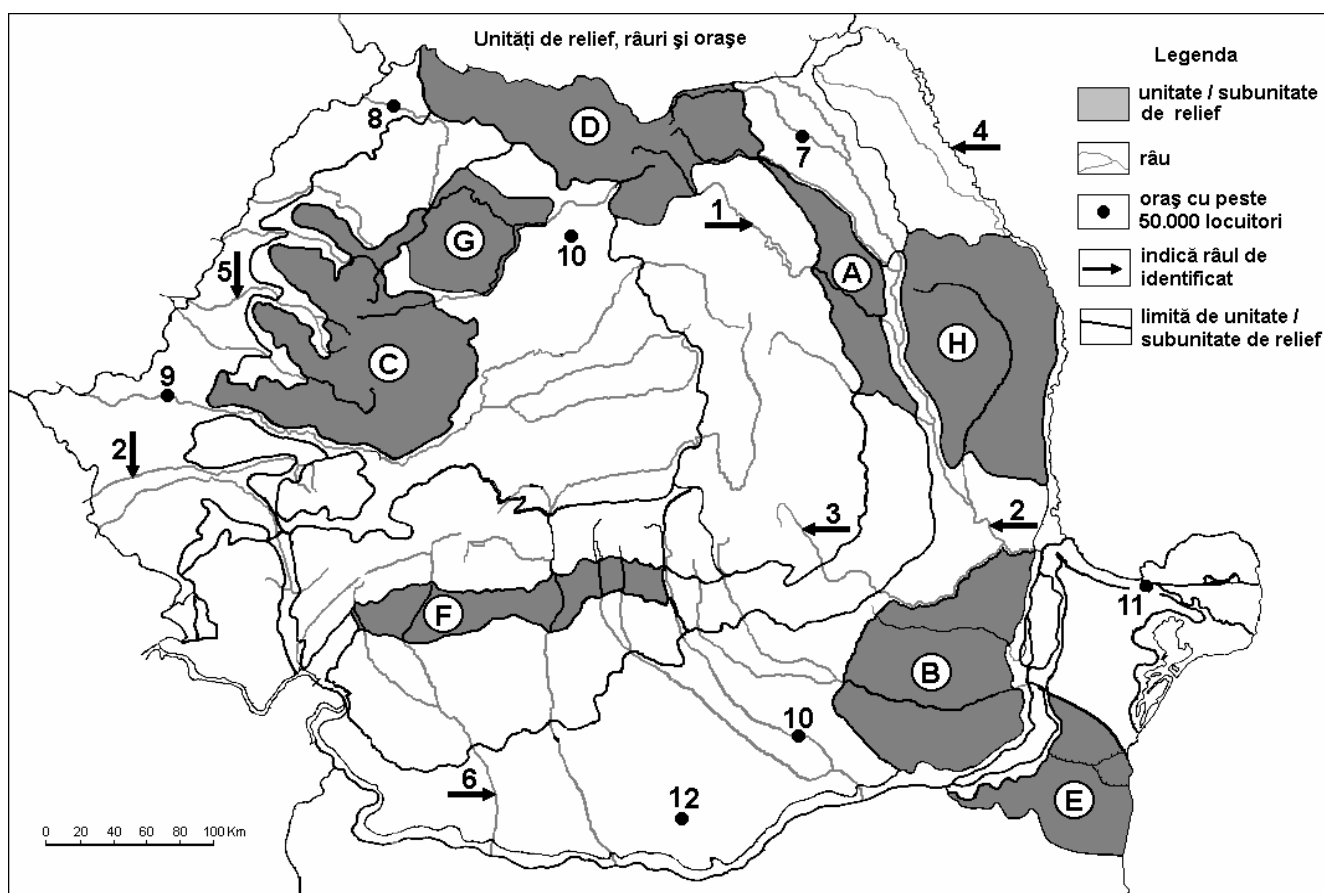 Unități de relief, râuri și orașe
Legenda
unitate / subunitate
de relief
râu
oraș cu peste
50.000 locuitori
indică râul de
identificat
limită de unitate /
subunitate de relief
8
D
7
4
1
G
10
A
5
H
C
9
2
3
2
F
11
B
10
6
E
12
0 20 40 60 80 100 Km